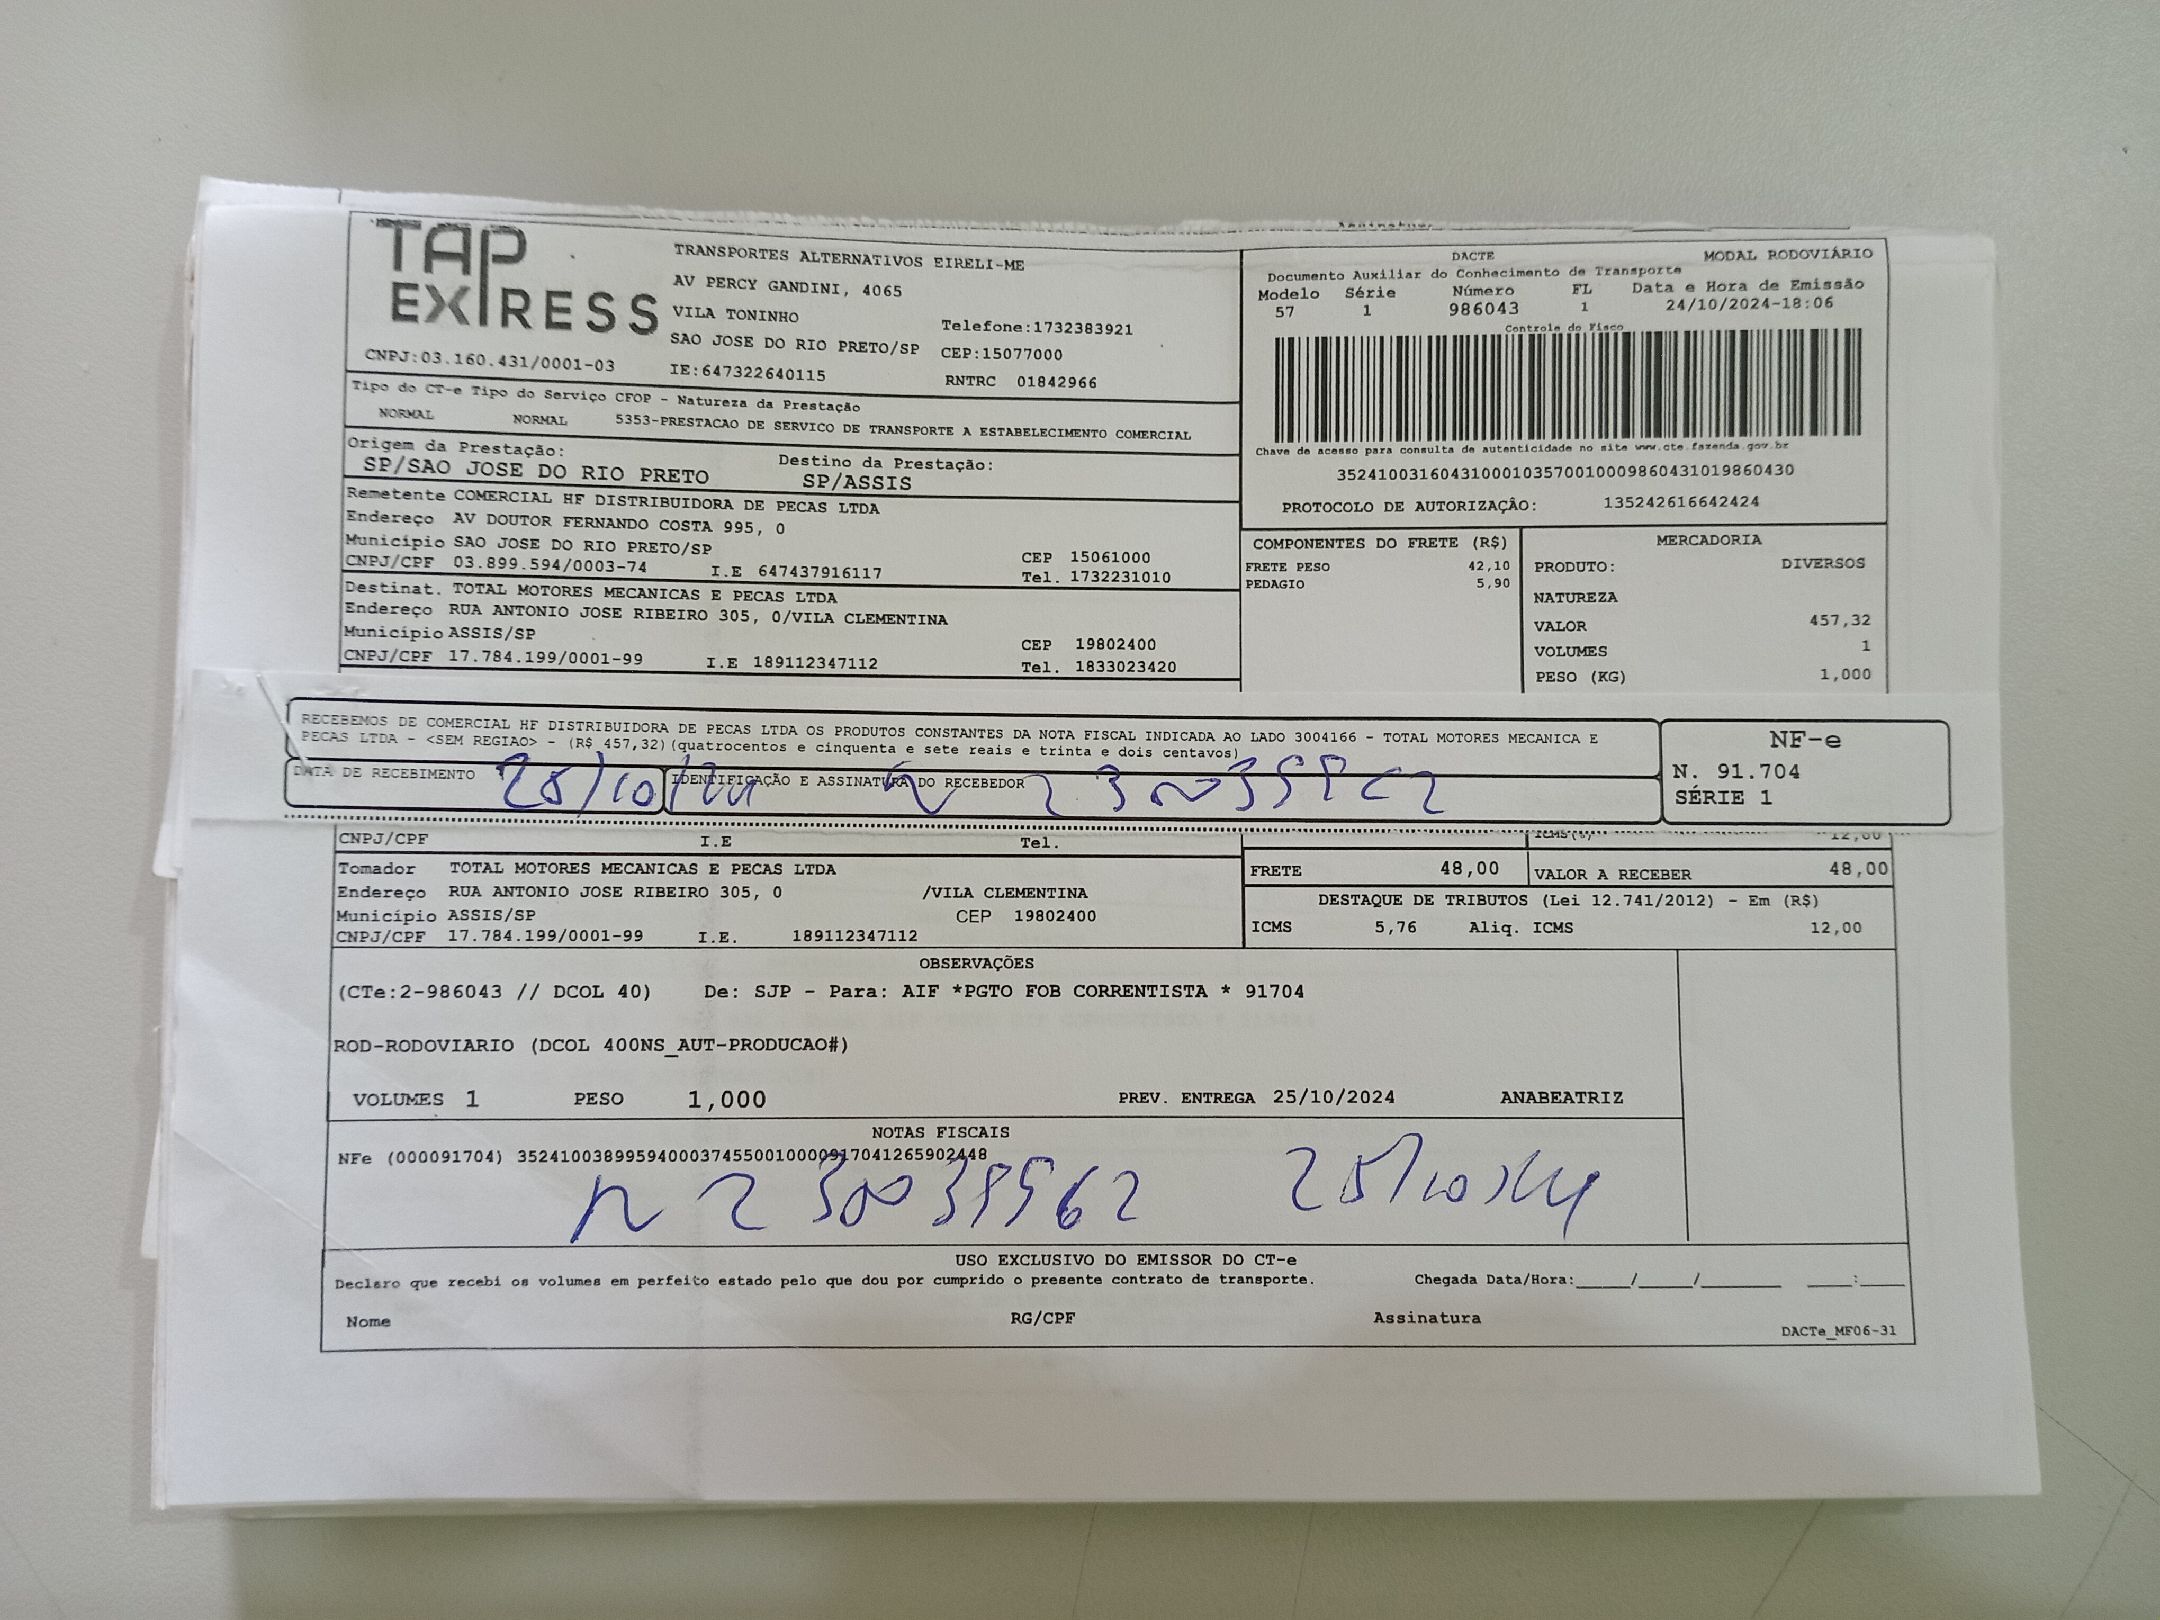 TAP EXPRESS
TRANSPORTES ALTERNATIVOS EIRELI-ME
AV PERCY GANDINI, 4065
VILA TONINHO
Telefone:1732383921
SAO JOSE DO RIO PRETO/SP CEP:15077000
CNPJ:03.160.431/0001-03 IE:647322640115 RNTRC 01842966
DACTE MODAL RODOVIÁRIO
Documento Auxiliar do Conhecimento de Transporte
Modelo Série Número FL Data e Hora de Emissão
57 1 986043 1 24/10/2024-18:06
Controle do Fisco
Chave de acesso para consulta de autenticidade no site www.cte.fazenda.gov.br
35241003160431000103570010009860431019860430
PROTOCOLO DE AUTORIZAÇÃO: 135242616642424
Tipo do CT-e Tipo do Serviço CFOP - Natureza da Prestação
NORMAL NORMAL 5353-PRESTACAO DE SERVICO DE TRANSPORTE A ESTABELECIMENTO COMERCIAL
Origem da Prestação: Destino da Prestação:
SP/SAO JOSE DO RIO PRETO SP/ASSIS
Remetente COMERCIAL HF DISTRIBUIDORA DE PECAS LTDA
Endereço AV DOUTOR FERNANDO COSTA 995, 0
Município SAO JOSE DO RIO PRETO/SP CEP 15061000
CNPJ/CPF 03.899.594/0003-74 I.E 647437916117 Tel. 1732231010
Destinat. TOTAL MOTORES MECANICAS E PECAS LTDA
Endereço RUA ANTONIO JOSE RIBEIRO 305, 0/VILA CLEMENTINA
Município ASSIS/SP CEP 19802400
CNPJ/CPF 17.784.199/0001-99 I.E 189112347112 Tel. 1833023420
COMPONENTES DO FRETE (R$)
FRETE PESO 42,10
PEDAGIO 5,90
MERCADORIA
PRODUTO: DIVERSOS
NATUREZA
VALOR 457,32
VOLUMES 1
PESO (KG) 1,000
RECEBEMOS DE COMERCIAL HF DISTRIBUIDORA DE PECAS LTDA OS PRODUTOS CONSTANTES DA NOTA FISCAL INDICADA AO LADO 3004166 - TOTAL MOTORES MECANICA E
PECAS LTDA - <SEM REGIAO> - (R$ 457,32)(quatrocentos e cinquenta e sete reais e trinta e dois centavos)
DATA DE RECEBIMENTO 25/10/24 IDENTIFICAÇÃO E ASSINATURA DO RECEBEDOR
NF-e
N. 91.704
SÉRIE 1
CNPJ/CPF I.E Tel.
12,00
Tomador TOTAL MOTORES MECANICAS E PECAS LTDA
Endereço RUA ANTONIO JOSE RIBEIRO 305, 0 /VILA CLEMENTINA
Município ASSIS/SP CEP 19802400
CNPJ/CPF 17.784.199/0001-99 I.E. 189112347112
FRETE 48,00 VALOR A RECEBER 48,00
DESTAQUE DE TRIBUTOS (Lei 12.741/2012) - Em (R$)
ICMS 5,76 Aliq. ICMS 12,00
OBSERVAÇÕES
(CTe:2-986043 // DCOL 40) De: SJP - Para: AIF *PGTO FOB CORRENTISTA * 91704
ROD-RODOVIARIO (DCOL 400NS_AUT-PRODUCAO#)
VOLUMES 1 PESO 1,000 PREV. ENTREGA 25/10/2024 ANABEATRIZ
NOTAS FISCAIS
NFe (000091704) 35241003899594000374550010000917041265902448
25/10/24
USO EXCLUSIVO DO EMISSOR DO CT-e
Declaro que recebi os volumes em perfeito estado pelo que dou por cumprido o presente contrato de transporte. Chegada Data/Hora:____/____/________ ____:____
Nome RG/CPF Assinatura
DACTe_MF06-31